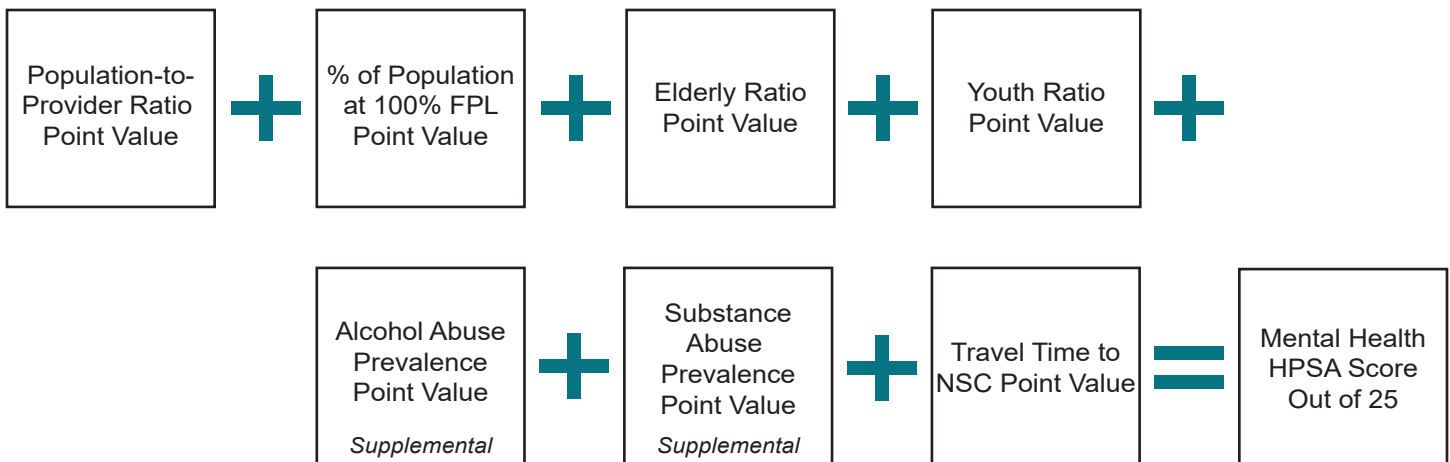 Population-to-
Provider Ratio
Point Value
% of Population
at 100% FPL
Point Value
Elderly Ratio
Point Value
Youth Ratio
Point Value
Alcohol Abuse
Prevalence
Point Value
Supplemental
Substance
Abuse
Prevalence
Point Value
Supplemental
Travel Time to
NSC Point Value
Mental Health
HPSA Score
Out of 25